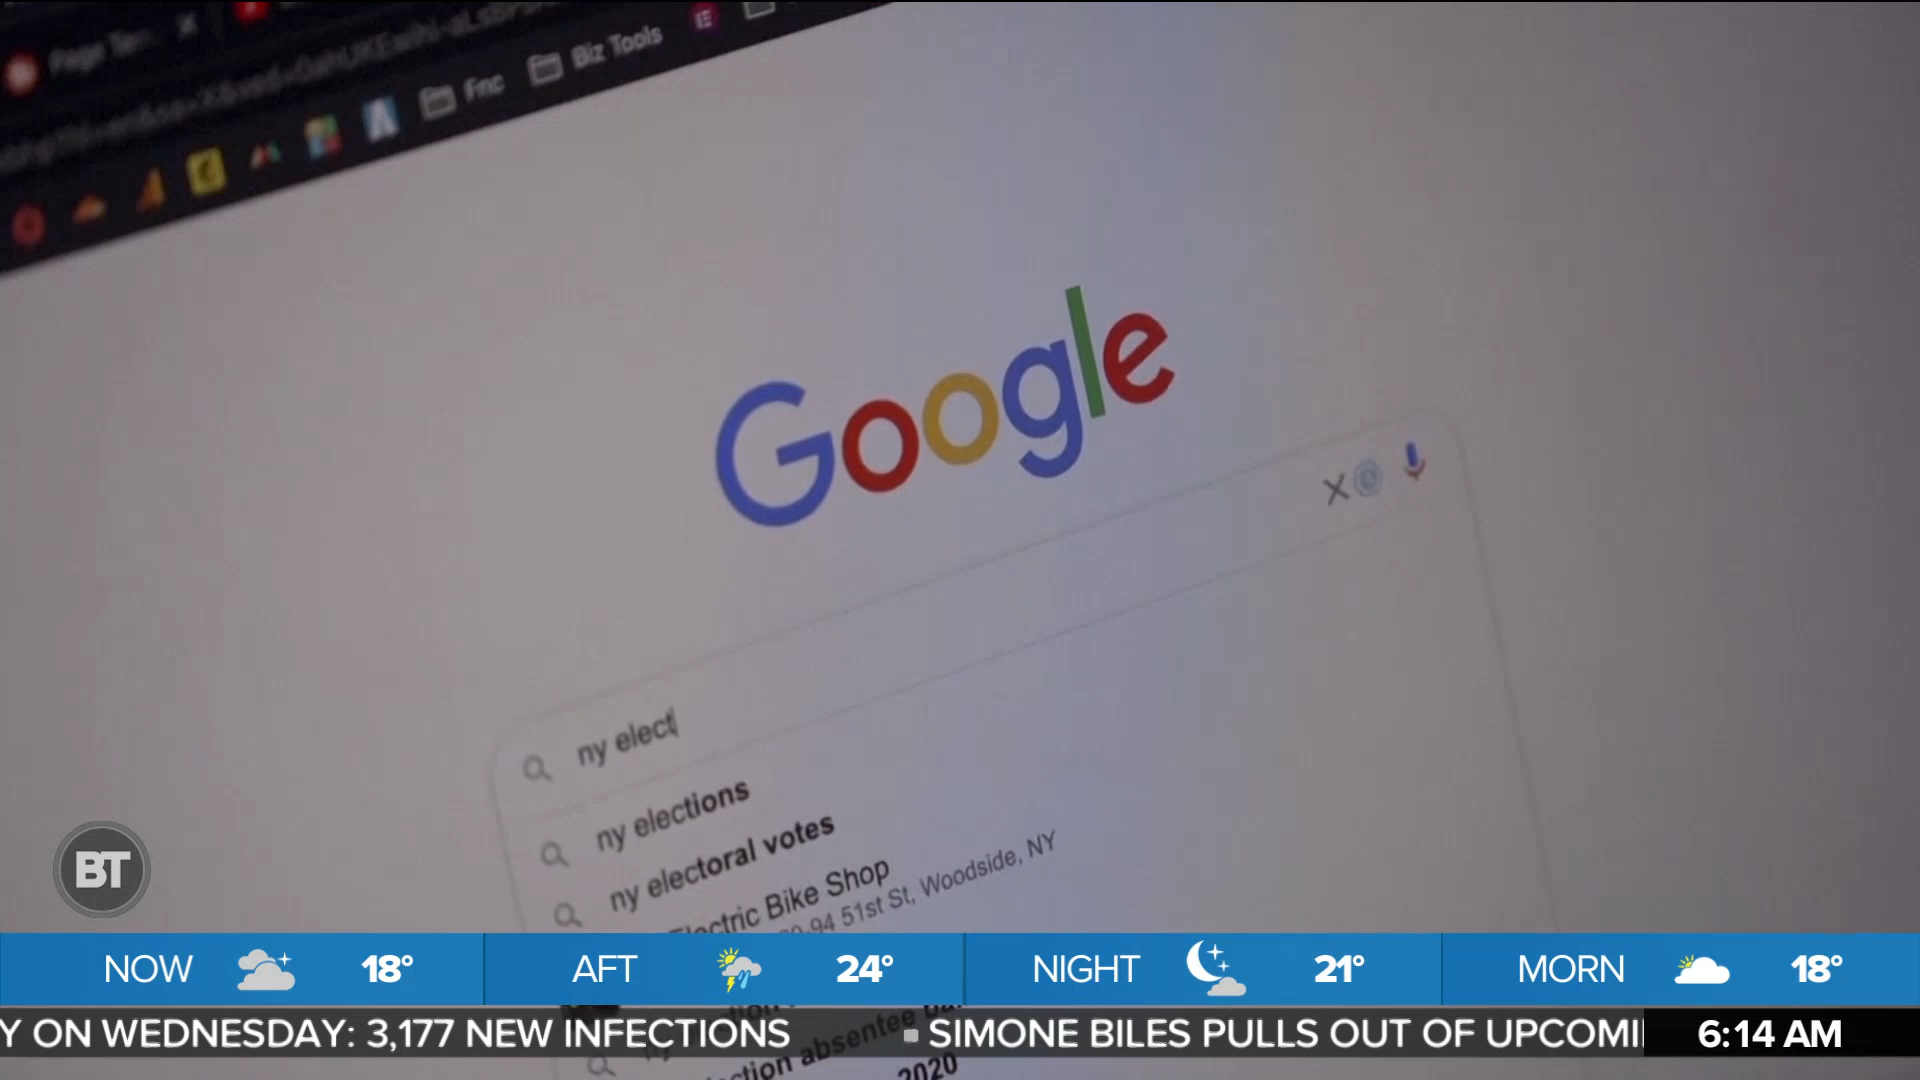 Page
Fnc
Biz Tools
Google
ny elect
ny elections
ny electoral votes
Electric Bike Shop
51st St, Woodside, NY
BT
NOW 18° AFT 24° NIGHT 21° MORN 18°
absentee
2020
Y ON WEDNESDAY: 3,177 NEW INFECTIONS ▪ SIMONE BILES PULLS OUT OF UPCOMI 6:14 AM